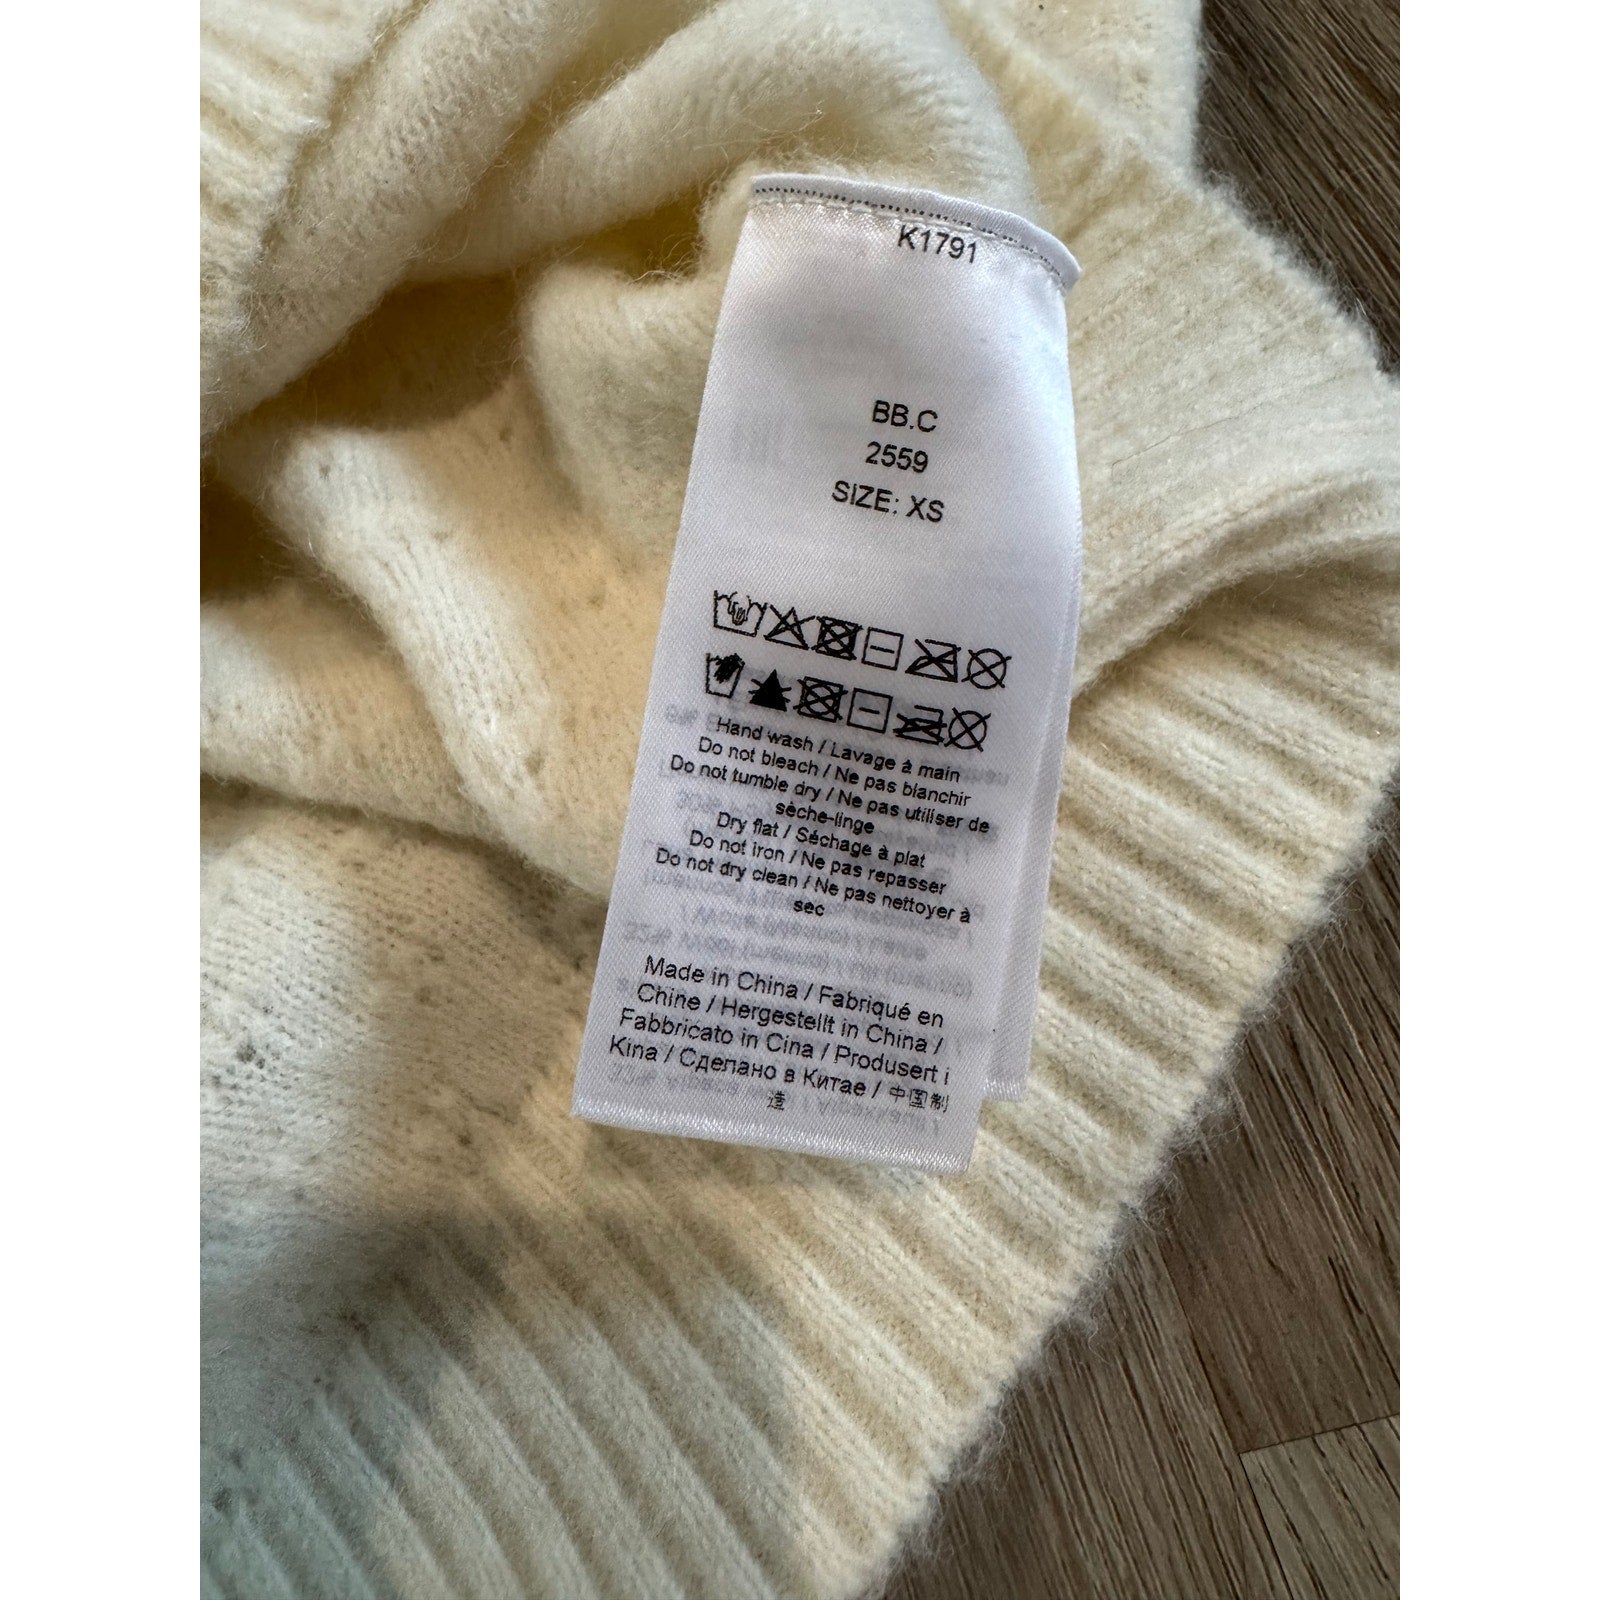 K1791
BB.C
2559
SIZE: XS
Hand wash / Lavage à main
Do not bleach / Ne pas blanchir
Do not tumble dry / Ne pas utiliser de
sèche-linge
Dry flat / Séchage à plat
Do not iron / Ne pas repasser
Do not dry clean / Ne pas nettoyer à
sec
Made in China / Fabriqué en
Chine / Hergestellt in China /
Fabbricato in Cina / Produsert i
Kina / Сделано в Китае / 中国制
造